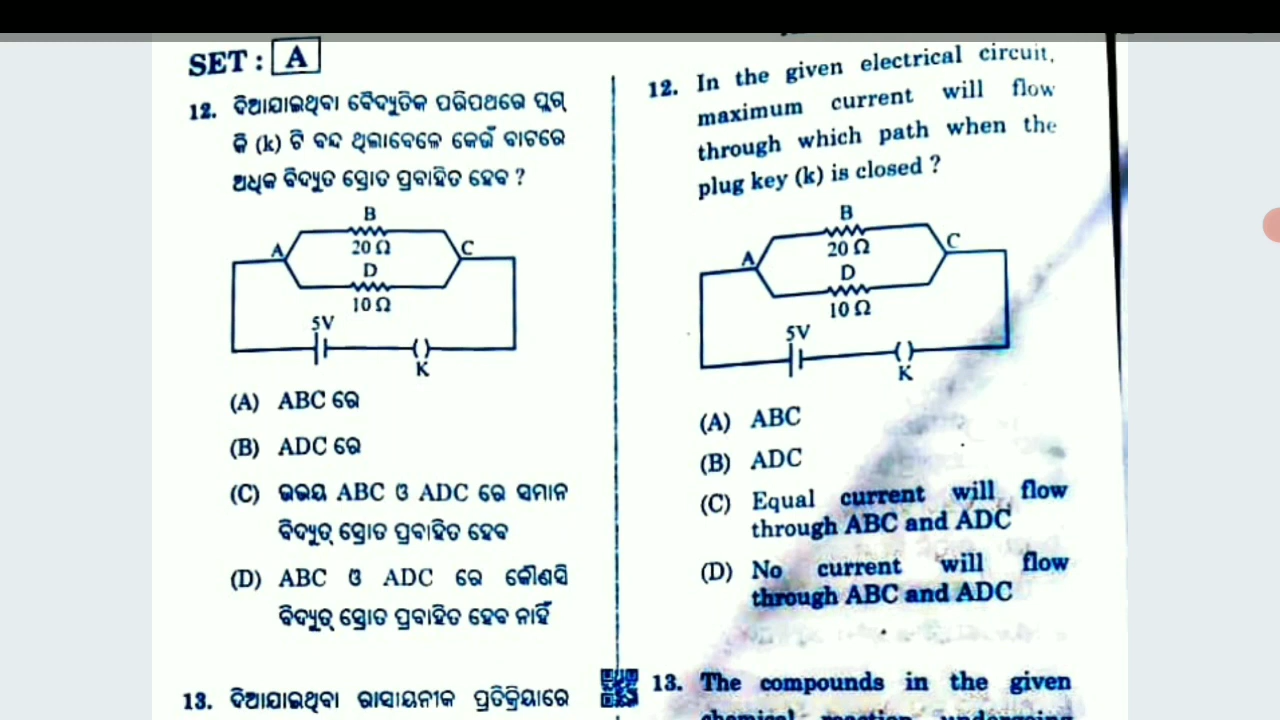 SET : A
12. ଦିଆଯାଇଥିବା ବୈଦ୍ୟୁତିକ ପରିପଥରେ ପ୍ଲଗ୍
କି (k) ଟି ବନ୍ଦ ଥିଲାବେଳେ କେଉଁ ବାଟରେ
ଅଧିକ ବିଦ୍ୟୁତ ସ୍ରୋତ ପ୍ରବାହିତ ହେବ ?
B
20 Ω
A
C
D
10 Ω
5V
K
(A) ABC ରେ
(B) ADC ରେ
(C) ଉଭୟ ABC ଓ ADC ରେ ସମାନ
ବିଦ୍ୟୁତ୍ ସ୍ରୋତ ପ୍ରବାହିତ ହେବ
(D) ABC ଓ ADC ରେ କୌଣସି
ବିଦ୍ୟୁତ୍ ସ୍ରୋତ ପ୍ରବାହିତ ହେବ ନାହିଁ
13. ଦିଆଯାଇଥିବା ରାସାୟନୀକ ପ୍ରତିକ୍ରିୟାରେ
12. In the given electrical circuit,
maximum current will flow
through which path when the
plug key (k) is closed ?
B
20 Ω
A
C
D
10 Ω
5V
K
(A) ABC
(B) ADC
(C) Equal current will flow
through ABC and ADC
(D) No current will flow
through ABC and ADC
13. The compounds in the given
chemical reaction undergoing